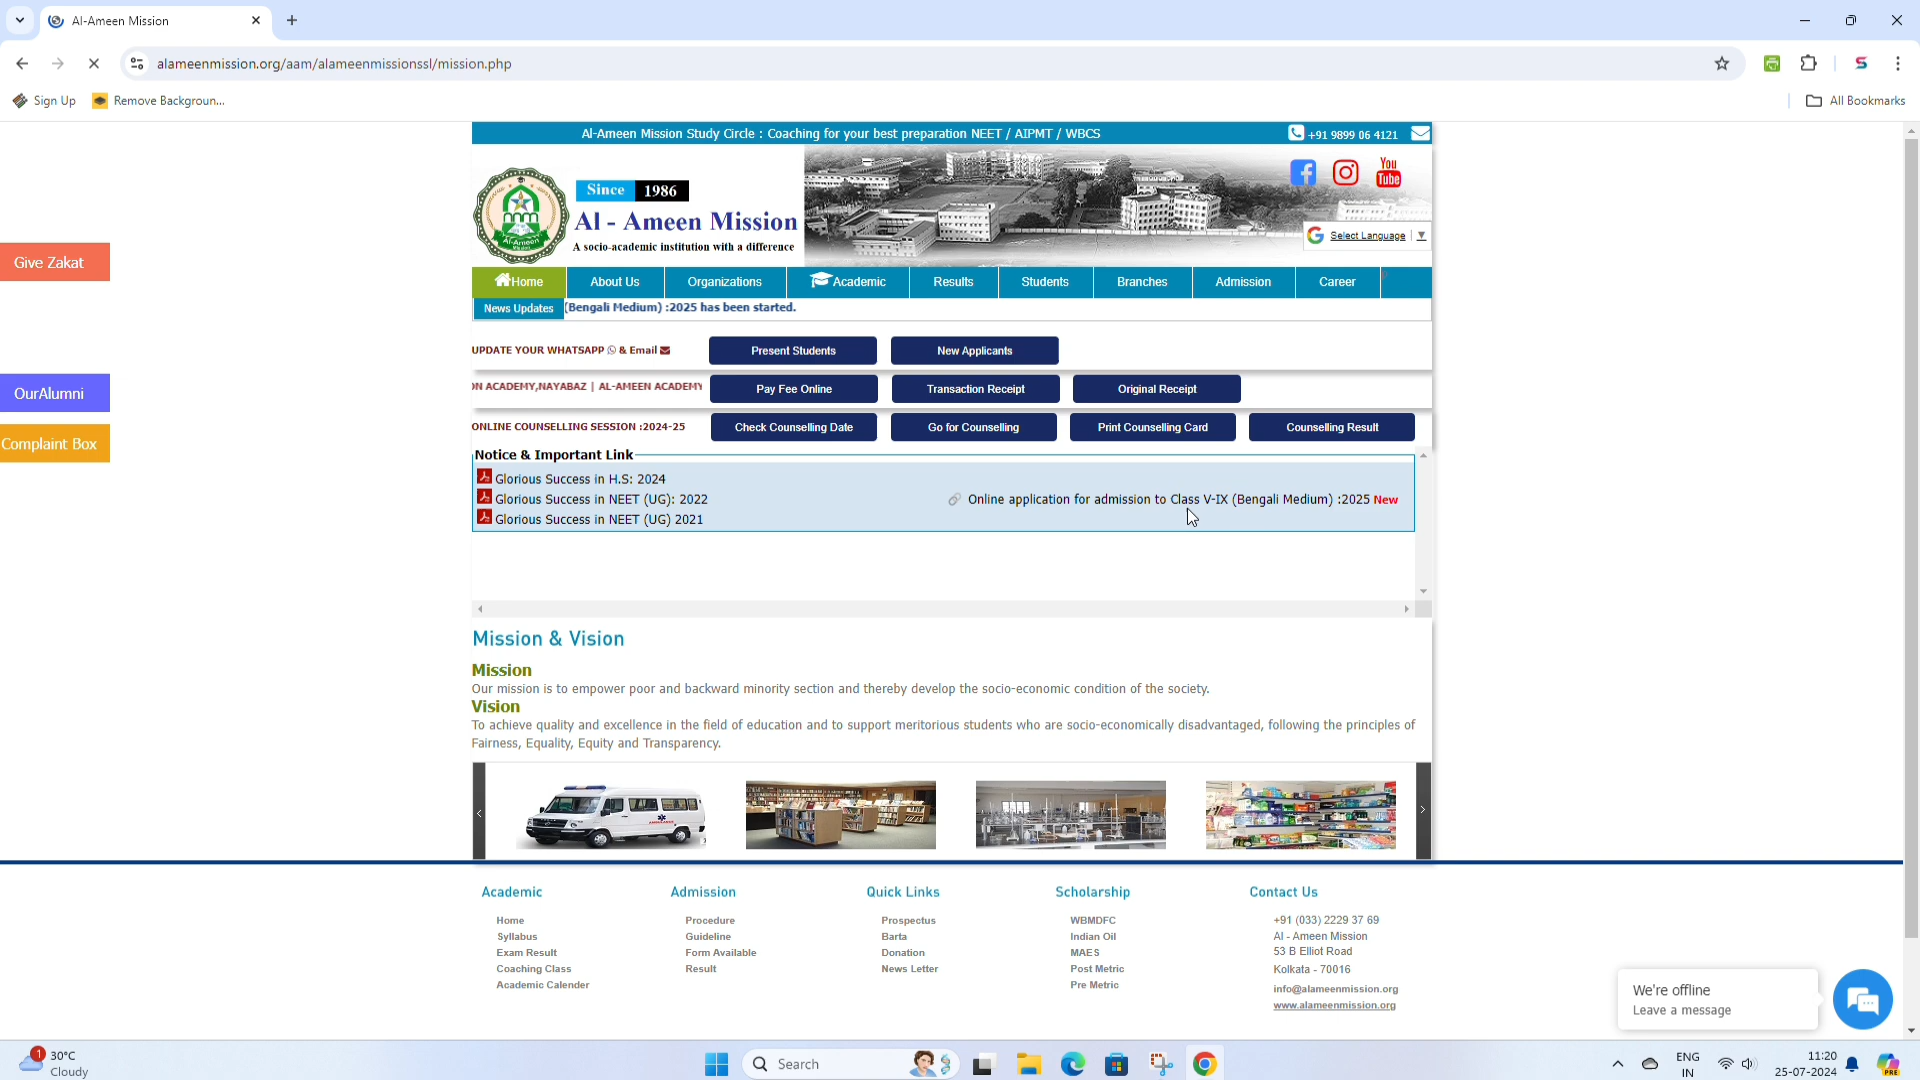 Al-Ameen Mission
alameenmission.org/aam/alameenmissionssl/mission.php
Sign Up
Remove Backgroun...
All Bookmarks
Al-Ameen Mission Study Circle : Coaching for your best preparation NEET / AIPMT / WBCS
+91 9899 06 4121
Since 1986
Al - Ameen Mission
A socio-academic institution with a difference
You
Tube
Select Language ▼
Give Zakat
Home
About Us
Organizations
Academic
Results
Students
Branches
Admission
Career
News Updates
(Bengali Medium) :2025 has been started.
UPDATE YOUR WHATSAPP & Email
Present Students
New Applicants
OurAlumni
ON ACADEMY,NAYABAZ | AL-AMEEN ACADEMY
Pay Fee Online
Transaction Receipt
Original Receipt
Complaint Box
ONLINE COUNSELLING SESSION :2024-25
Check Counselling Date
Go for Counselling
Print Counselling Card
Counselling Result
Notice & Important Link
Glorious Success in H.S: 2024
Glorious Success in NEET (UG): 2022
Glorious Success in NEET (UG) 2021
Online application for admission to Class V-IX (Bengali Medium) :2025 New
Mission & Vision
Mission
Our mission is to empower poor and backward minority section and thereby develop the socio-economic condition of the society.
Vision
To achieve quality and excellence in the field of education and to support meritorious students who are socio-economically disadvantaged, following the principles of
Fairness, Equality, Equity and Transparency.
Academic
Home
Syllabus
Exam Result
Coaching Class
Academic Calender
Admission
Procedure
Guideline
Form Available
Result
Quick Links
Prospectus
Barta
Donation
News Letter
Scholarship
WBMDFC
Indian Oil
MAES
Post Metric
Pre Metric
Contact Us
+91 (033) 2229 37 69
Al - Ameen Mission
53 B Elliot Road
Kolkata - 70016
info@alameenmission.org
www.alameenmission.org
We're offline
Leave a message
1
30°C
Cloudy
Search
ENG
IN
11:20
25-07-2024
PRE